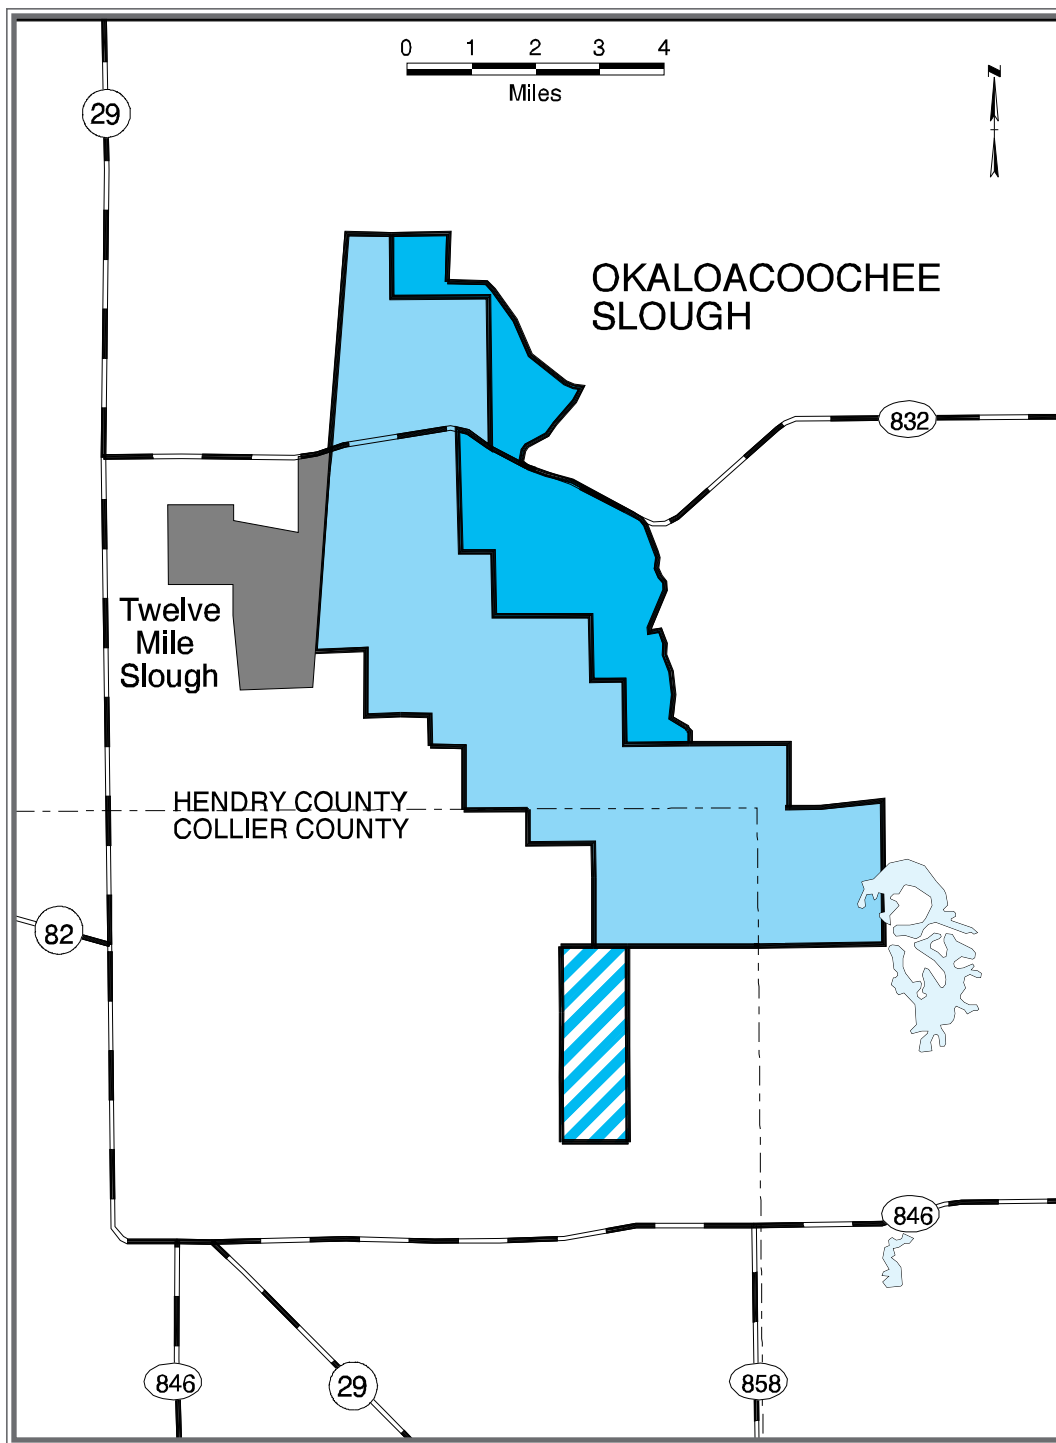 0 1 2 3 4
Miles
N
29
OKALOACOOCHEE
SLOUGH
832
Twelve
Mile
Slough
HENDRY COUNTY
COLLIER COUNTY
82
846
846
29
858